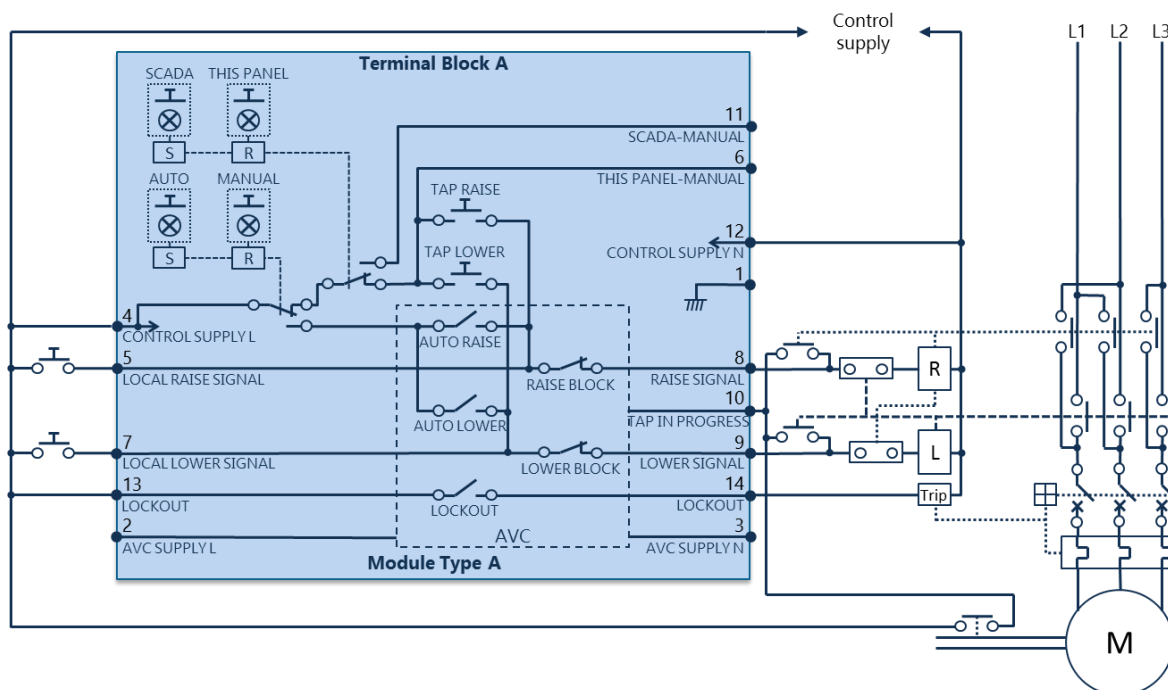 Control
supply
L1 L2 L3
Terminal Block A
SCADA THIS PANEL
S R
AUTO MANUAL
S R
11
SCADA-MANUAL
6
THIS PANEL-MANUAL
TAP RAISE
12
CONTROL SUPPLY N
TAP LOWER
1
4
CONTROL SUPPLY L
AUTO RAISE
5
LOCAL RAISE SIGNAL
RAISE BLOCK
8
RAISE SIGNAL
R
10
TAP IN PROGRESS
AUTO LOWER
7
LOCAL LOWER SIGNAL
LOWER BLOCK
9
LOWER SIGNAL
L
13
LOCKOUT
LOCKOUT
14
LOCKOUT
Trip
2
AVC SUPPLY L
AVC
3
AVC SUPPLY N
Module Type A
M